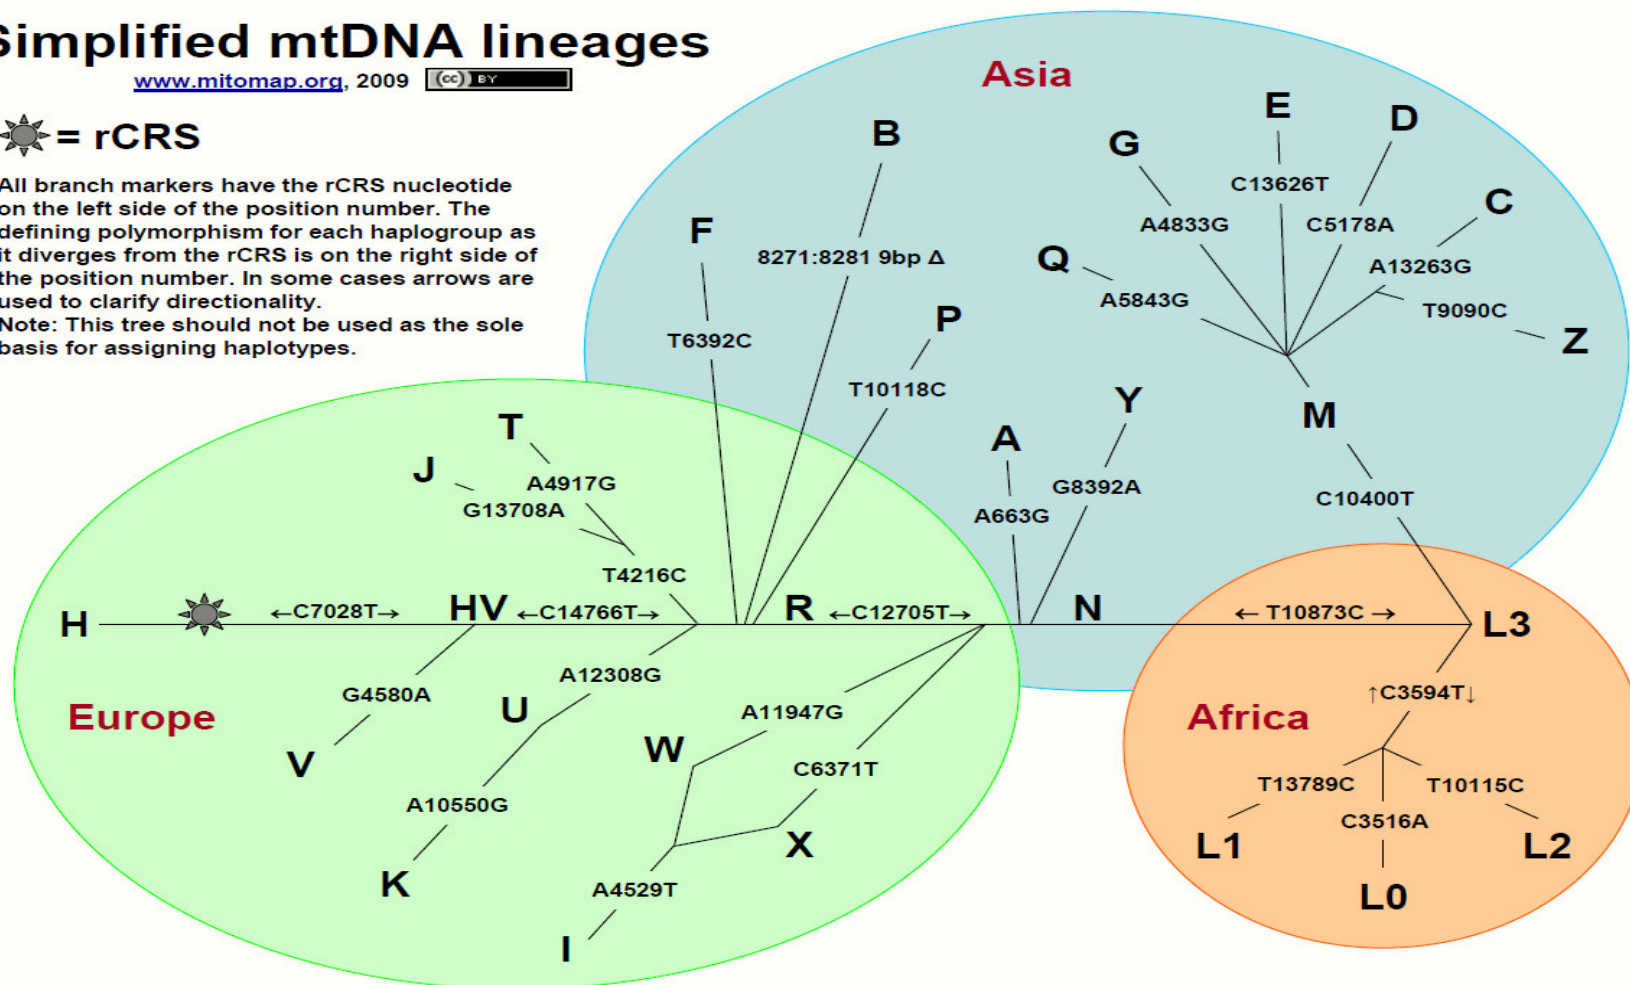 Simplified mtDNA lineages
www.mitomap.org, 2009 (cc) BY
= rCRS
All branch markers have the rCRS nucleotide
on the left side of the position number. The
defining polymorphism for each haplogroup as
it diverges from the rCRS is on the right side of
the position number. In some cases arrows are
used to clarify directionality.
Note: This tree should not be used as the sole
basis for assigning haplotypes.
Asia
B
G
E
D
C
F
Q
C13626T
A4833G
C5178A
8271:8281 9bp Δ
A13263G
A5843G
T9090C
P
T6392C
Z
T10118C
Y
M
A
G8392A
C10400T
A663G
T
J
A4917G
G13708A
T4216C
H
←C7028T→
HV
←C14766T→
R
←C12705T→
N
← T10873C →
L3
Europe
G4580A
V
A12308G
U
A10550G
K
A11947G
W
C6371T
X
A4529T
I
↑C3594T↓
Africa
T13789C
T10115C
C3516A
L1
L2
L0